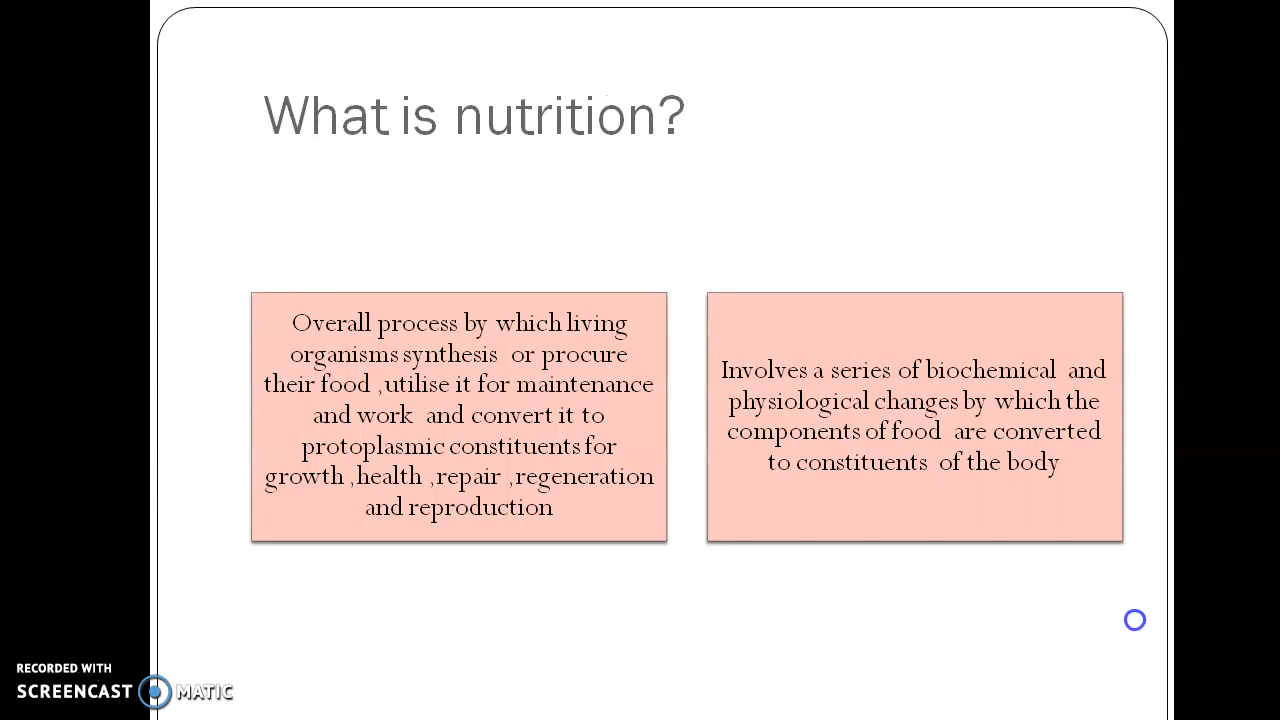 What is nutrition?
Overall process by which living
organisms synthesis or procure
their food ,utilise it for maintenance
and work and convert it to
protoplasmic constituents for
growth ,health ,repair ,regeneration
and reproduction
Involves a series of biochemical and
physiological changes by which the
components of food are converted
to constituents of the body
RECORDED WITH
SCREENCAST MATIC